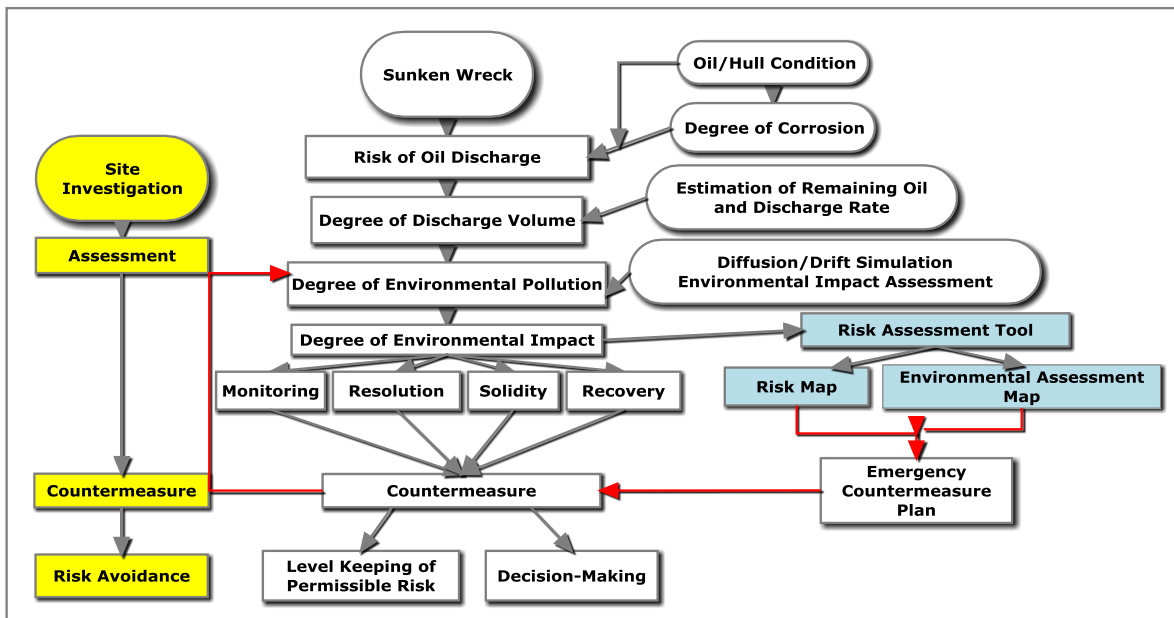 Sunken Wreck
Oil/Hull Condition
Degree of Corrosion
Risk of Oil Discharge
Site
Investigation
Estimation of Remaining Oil
and Discharge Rate
Degree of Discharge Volume
Assessment
Diffusion/Drift Simulation
Environmental Impact Assessment
Degree of Environmental Pollution
Degree of Environmental Impact
Risk Assessment Tool
Monitoring
Resolution
Solidity
Recovery
Risk Map
Environmental Assessment
Map
Countermeasure
Countermeasure
Emergency
Countermeasure
Plan
Risk Avoidance
Level Keeping of
Permissible Risk
Decision-Making